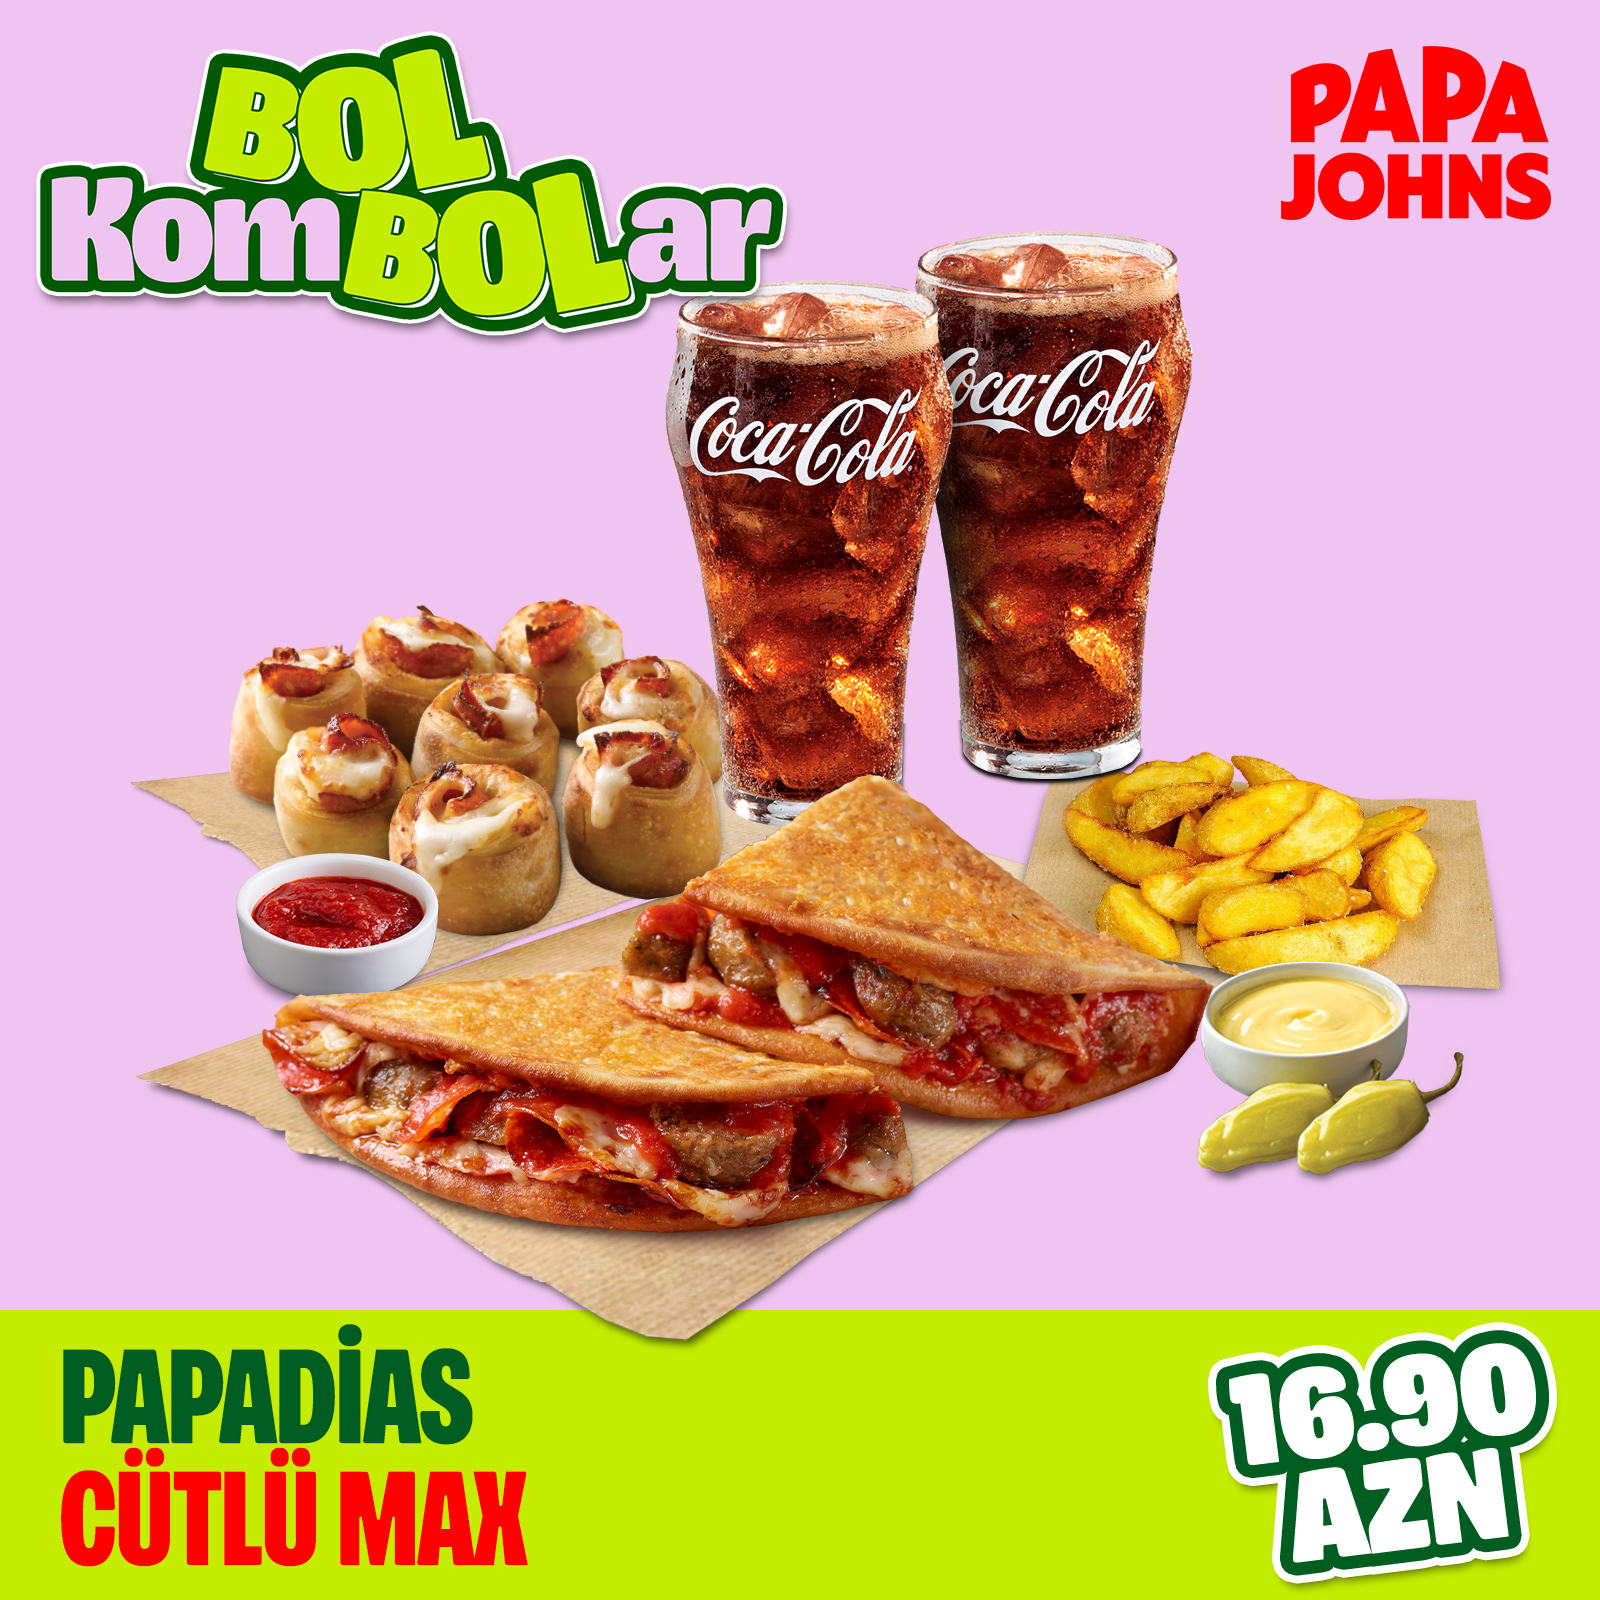 BOL
KomBOLar
PAPA
JOHNS
Coca-Cola
Coca-Cola
PAPADİAS
CÜTLÜ MAX
16.90
AZN